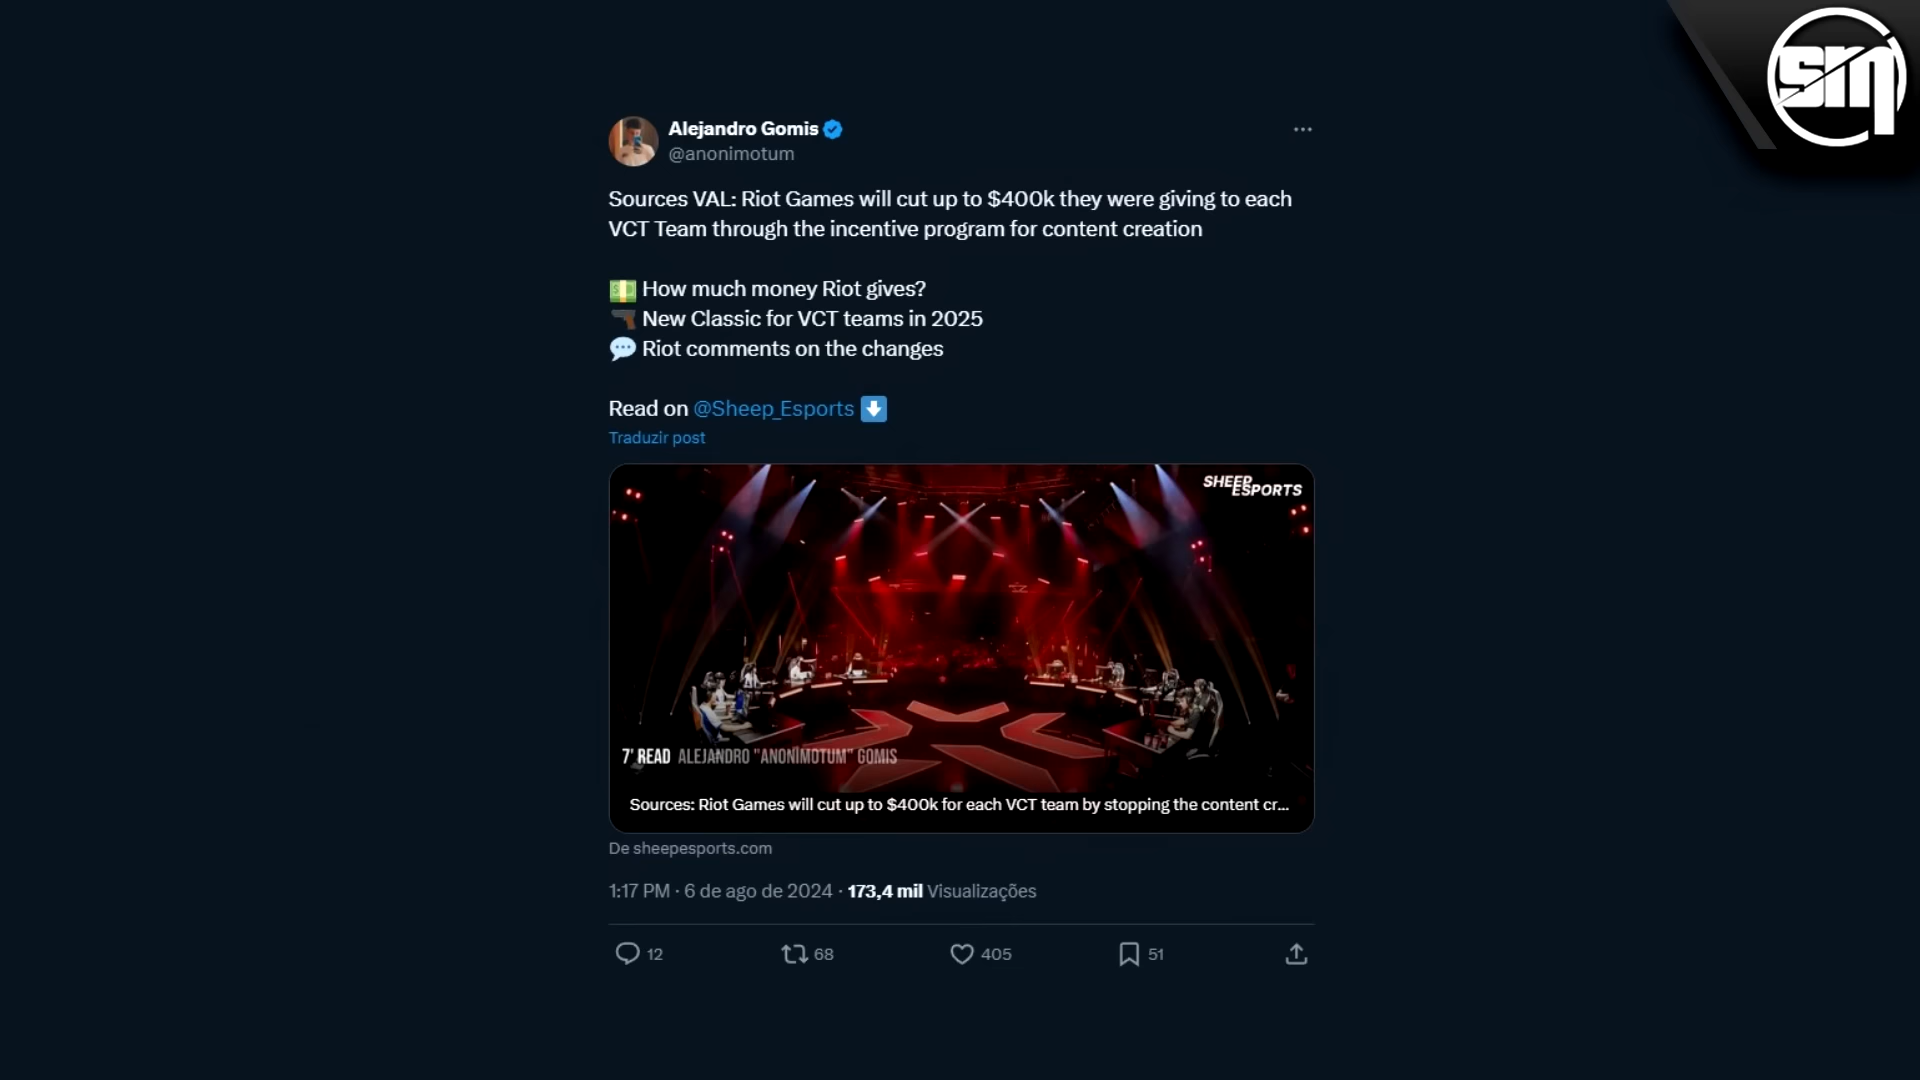 SM
Alejandro Gomis
@anonimotum
Sources VAL: Riot Games will cut up to $400k they were giving to each
VCT Team through the incentive program for content creation
How much money Riot gives?
New Classic for VCT teams in 2025
Riot comments on the changes
Read on @Sheep_Esports
Traduzir post
SHEEP
ESPORTS
7' READ ALEJANDRO "ANONIMOTUM" GOMIS
Sources: Riot Games will cut up to $400k for each VCT team by stopping the content cr...
De sheepesports.com
1:17 PM · 6 de ago de 2024 · 173,4 mil Visualizações
12 68 405 51